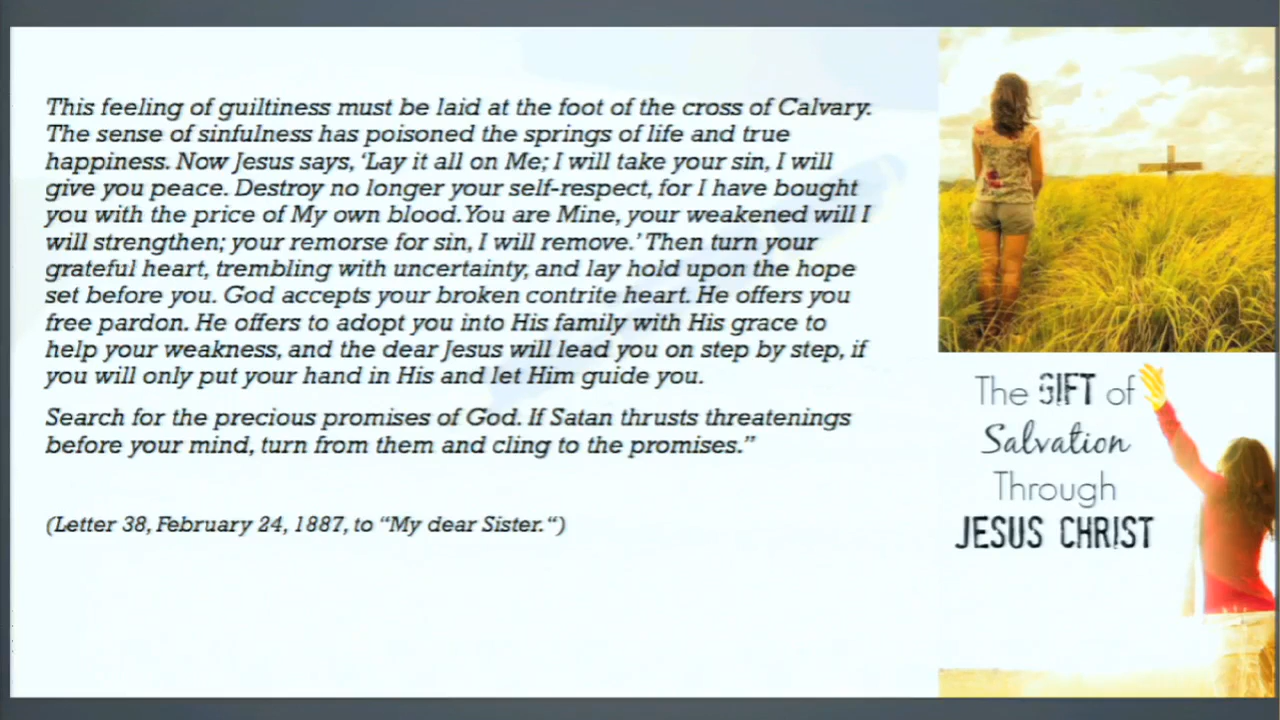 This feeling of guiltiness must be laid at the foot of the cross of Calvary.
The sense of sinfulness has poisoned the springs of life and true
happiness. Now Jesus says, ‘Lay it all on Me; I will take your sin, I will
give you peace. Destroy no longer your self-respect, for I have bought
you with the price of My own blood. You are Mine, your weakened will I
will strengthen; your remorse for sin, I will remove.’ Then turn your
grateful heart, trembling with uncertainty, and lay hold upon the hope
set before you. God accepts your broken contrite heart. He offers you
free pardon. He offers to adopt you into His family with His grace to
help your weakness, and the dear Jesus will lead you on step by step, if
you will only put your hand in His and let Him guide you.
Search for the precious promises of God. If Satan thrusts threatenings
before your mind, turn from them and cling to the promises.”
(Letter 38, February 24, 1887, to “My dear Sister.“)
The GIFT of
Salvation
Through
JESUS CHRIST